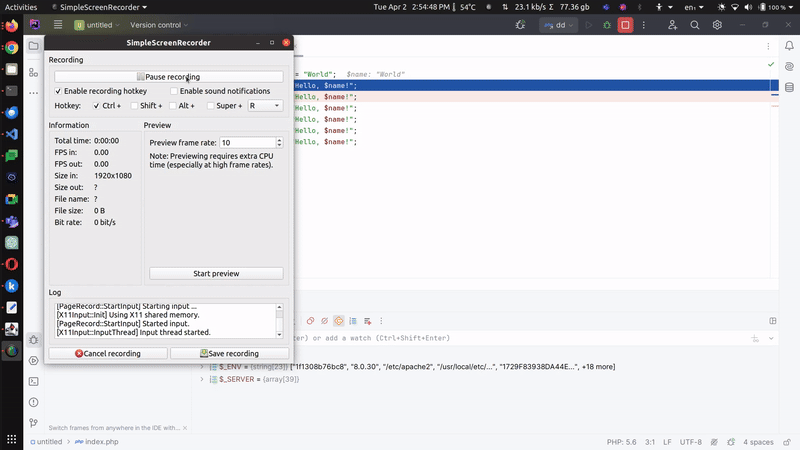 Activities
SimpleScreenRecorder
Tue Apr 2 2:54:48 PM
54°C
23.1 kb/s
77.36 gb
100 %
untitled
Version control
dd
SimpleScreenRecorder
Recording
Pause recording
Enable recording hotkey
Enable sound notifications
Hotkey:
Ctrl +
Shift +
Alt +
Super +
R
Information
Total time: 0:00:00
FPS in: 0.00
FPS out: 0.00
Size in: 1920x1080
Size out: ?
File name: ?
File size: 0 B
Bit rate: 0 bit/s
Preview
Preview frame rate: 10
Note: Previewing requires extra CPU
time (especially at high frame rates).
Start preview
Log
[PageRecord::StartInput] Starting input ...
[X11Input::Init] Using X11 shared memory.
[PageRecord::StartInput] Started input.
[X11Input::InputThread] Input thread started.
Cancel recording
Save recording
= "World"; $name: "World"
Hello, $name!";
Hello, $name!";
Hello, $name!";
Hello, $name!";
Hello, $name!";
Hello, $name!";
nter) or add a watch (Ctrl+Shift+Enter)
$_ENV = {string[23]} ["1f1308b76bc8", "8.0.30", "/etc/apache2", "/usr/local/etc/...", "1729F83938DA44E...", +18 more]
$_SERVER = {array[39]}
Switch frames from anywhere in the IDE with...
untitled
index.php
PHP: 5.6
3:1
LF
UTF-8
4 spaces